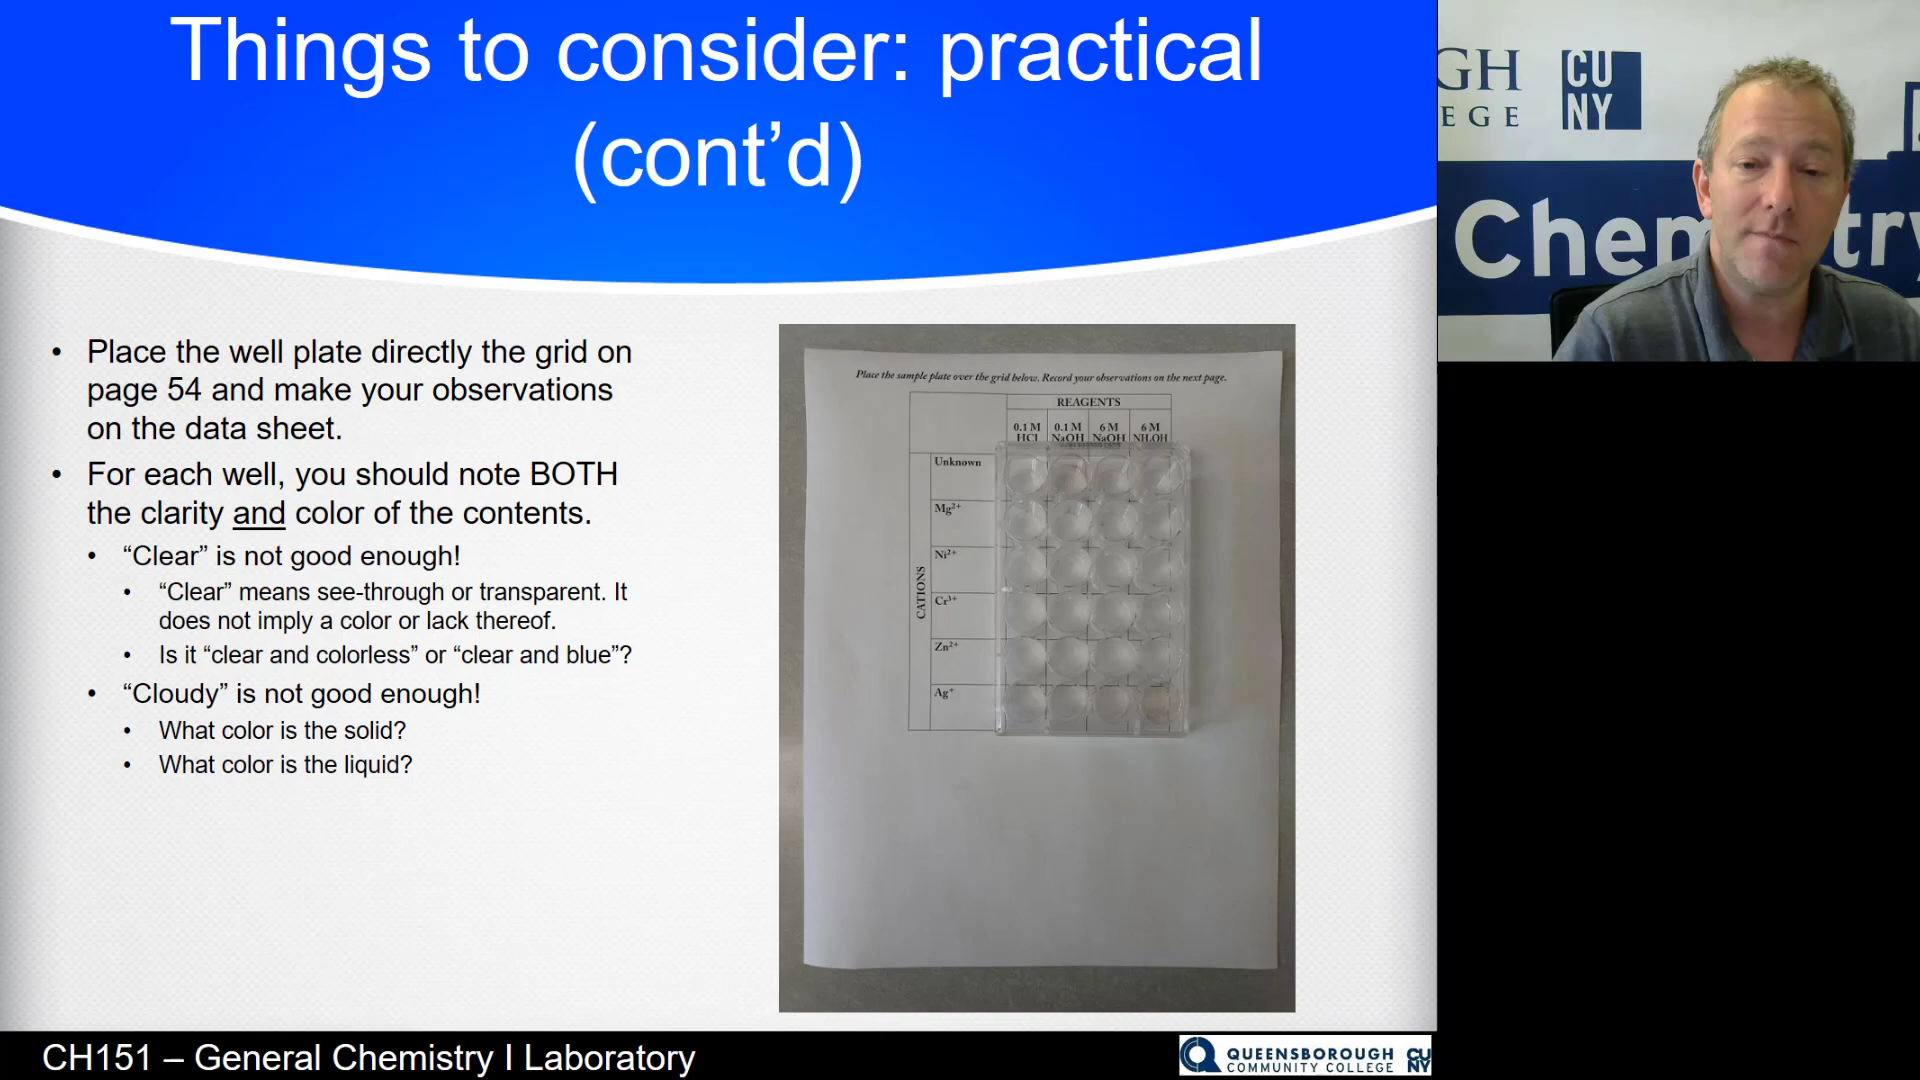 Things to consider: practical
(cont’d)
• Place the well plate directly the grid on
page 54 and make your observations
on the data sheet.
• For each well, you should note BOTH
the clarity and color of the contents.
• “Clear” is not good enough!
• “Clear” means see-through or transparent. It
does not imply a color or lack thereof.
• Is it “clear and colorless” or “clear and blue”?
• “Cloudy” is not good enough!
• What color is the solid?
• What color is the liquid?
Place the sample plate over the grid below. Record your observations on the next page.
REAGENTS
0.1 M 0.1 M 6 M 6 M
HCl NaOH NaOH NH4OH
CATIONS
Unknown
Mg²⁺
Ni²⁺
Cr³⁺
Zn²⁺
Ag⁺
GH
EGE
CU
NY
Chem try
CH151 – General Chemistry I Laboratory
QUEENSBOROUGH
COMMUNITY COLLEGE
CU
NY